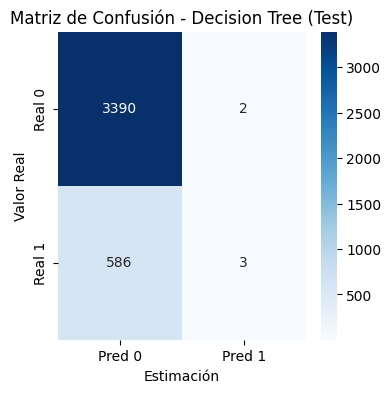 Matriz de Confusión - Decision Tree (Test)
Valor Real
Real 0
3390
2
Real 1
586
3
Pred 0
Pred 1
Estimación
3000
2500
2000
1500
1000
500